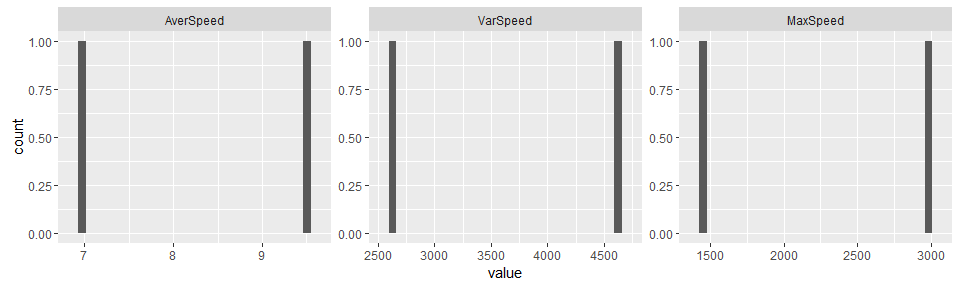 AverSpeed VarSpeed MaxSpeed
1.00 1.00 1.00
0.75 0.75 0.75
count
0.50 0.50 0.50
0.25 0.25 0.25
0.00 0.00 0.00
7 8 9 2500 3000 3500 4000 4500 1500 2000 2500 3000
value